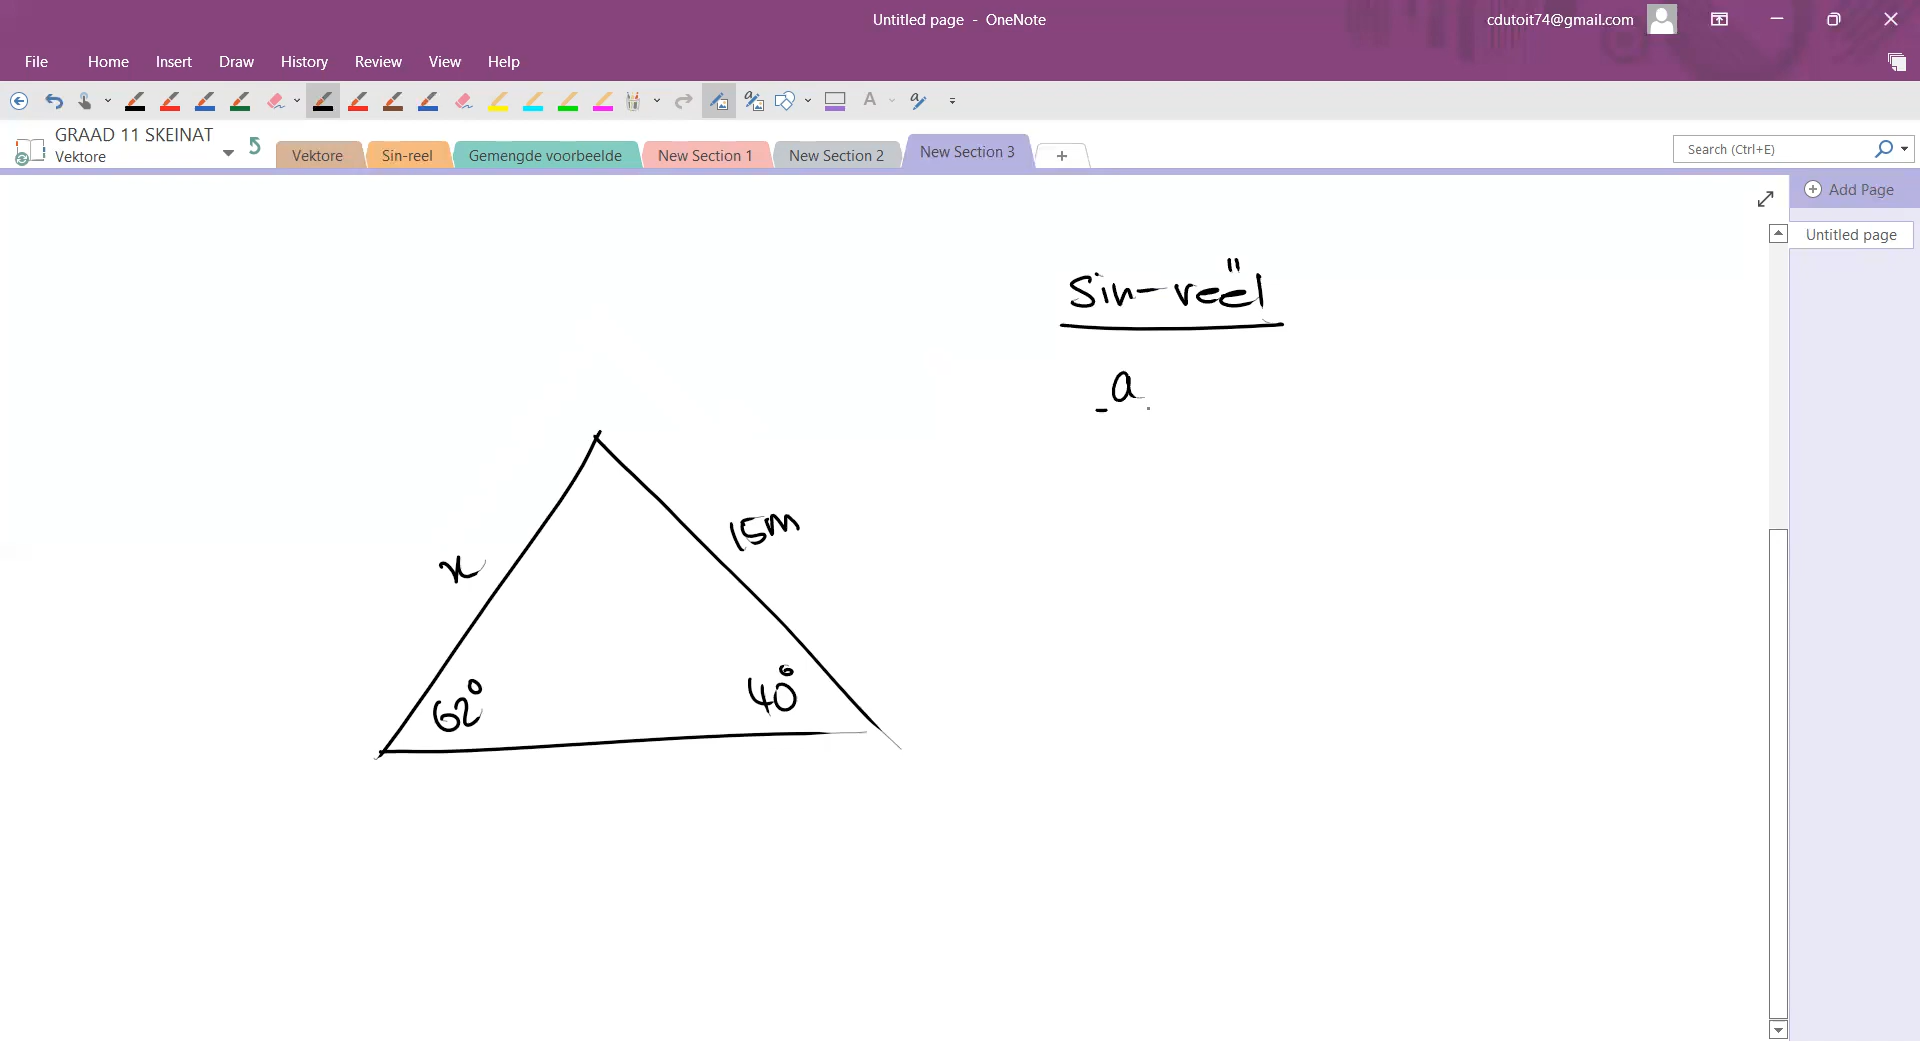 Untitled page - OneNote
cdutoit74@gmail.com
File Home Insert Draw History Review View Help
GRAAD 11 SKEINAT
Vektore
Vektore Sin-reel Gemengde voorbeelde New Section 1 New Section 2 New Section 3
Search (Ctrl+E)
Add Page
Untitled page
Sin-reël
a
x
15m
62°
40°